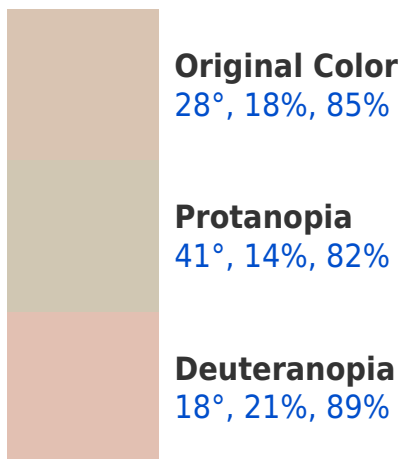 Original Color
28°, 18%, 85%
Protanopia
41°, 14%, 82%
Deuteranopia
18°, 21%, 89%